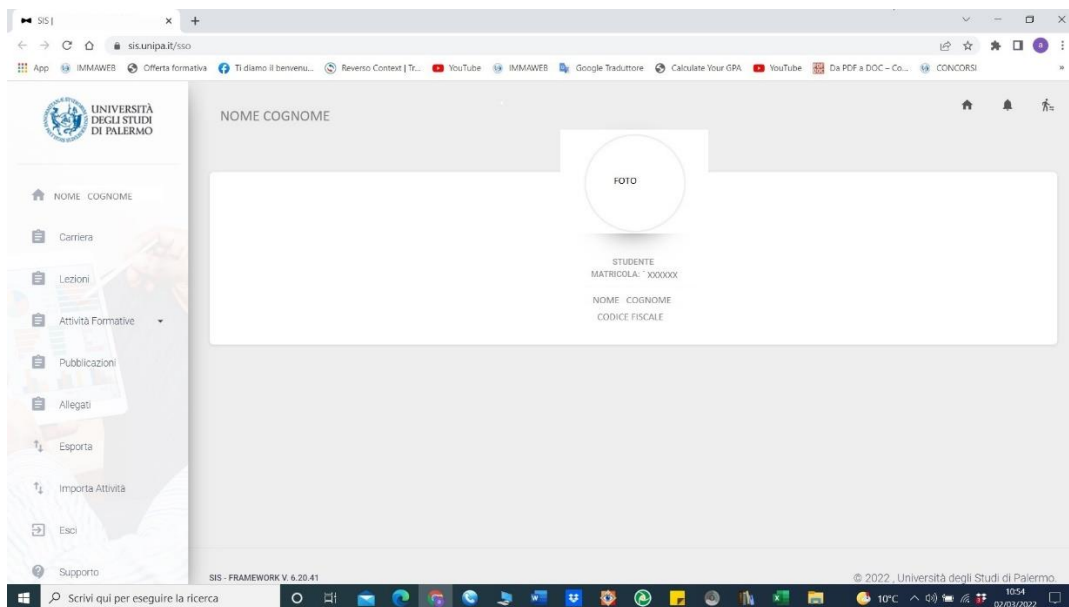 SIS |
sis.unipa.it/sso
App IMMAWEB Offerta formativa Ti diamo il benvenu... Reverso Context | Tr... YouTube IMMAWEB Google Traduttore Calculate Your GPA YouTube Da PDF a DOC – Co... CONCORSI »
UNIVERSITÀ
DEGLI STUDI
DI PALERMO
NOME COGNOME
FOTO
STUDENTE
MATRICOLA: XXXXXX
NOME COGNOME
CODICE FISCALE
NOME COGNOME
Carriera
Lezioni
Attività Formative
Pubblicazioni
Allegati
Esporta
Importa Attività
Esci
Supporto
SIS - FRAMEWORK V. 6.20.41
© 2022 , Università degli Studi di Palermo.
Scrivi qui per eseguire la ricerca
10°C
10:54
02/03/2022